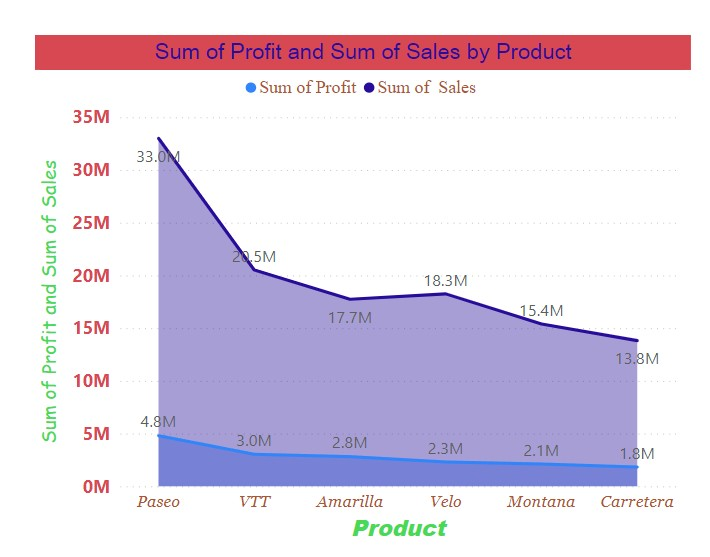 Sum of Profit and Sum of Sales by Product
Sum of Profit Sum of Sales
Sum of Profit and Sum of Sales
35M
30M
25M
20M
15M
10M
5M
0M
33.0M
20.5M
17.7M
18.3M
15.4M
13.8M
4.8M
3.0M
2.8M
2.3M
2.1M
1.8M
Paseo VTT Amarilla Velo Montana Carretera
Product